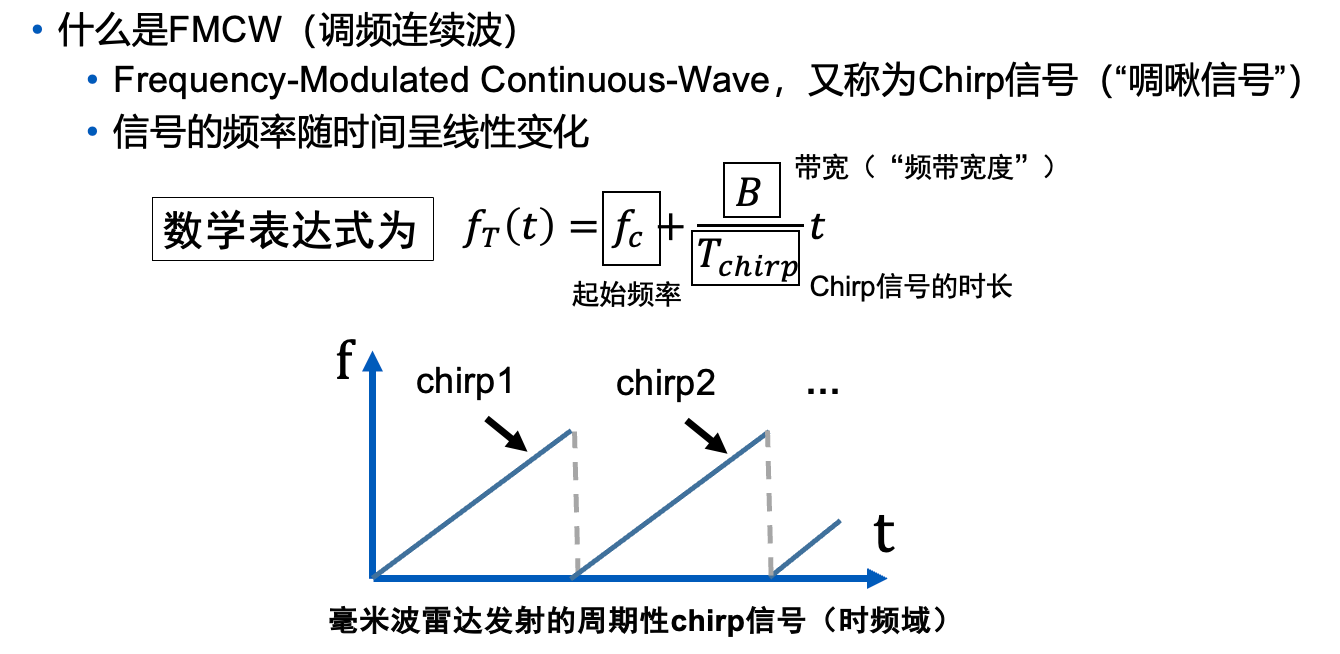 • 什么是FMCW（调频连续波）
• Frequency-Modulated Continuous-Wave，又称为Chirp信号（“啁啾信号”）
• 信号的频率随时间呈线性变化
带宽（“频带宽度”）
数学表达式为 f_T(t) = f_c + B/T_chirp t
起始频率
Chirp信号的时长
f
chirp1 chirp2 ...
t
毫米波雷达发射的周期性chirp信号（时频域）